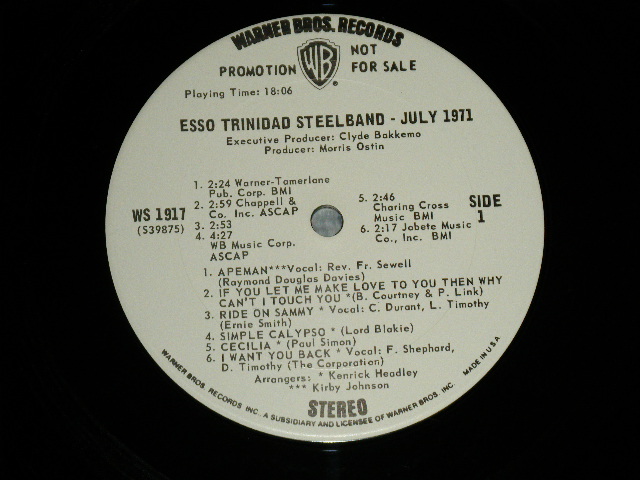 WARNER BROS. RECORDS
PROMOTION NOT FOR SALE
WB
Playing Time: 18:06
ESSO TRINIDAD STEELBAND - JULY 1971
Executive Producer: Clyde Bakkemo
Producer: Morris Ostin
WS 1917
(S39875)
1. 2:24 Warner-Tamerlane
Pub. Corp. BMI
2. 2:59 Chappell &
Co. Inc. ASCAP
3. 2:53
4. 4:27
WB Music Corp.
ASCAP
5. 2:46
Charing Cross
Music BMI
6. 2:17 Jobete Music
Co., Inc. BMI
SIDE
1
1. APEMAN***Vocal: Rev. Fr. Sewell
(Raymond Douglas Davies)
2. IF YOU LET ME MAKE LOVE TO YOU THEN WHY
CAN'T I TOUCH YOU *(B. Courtney & P. Link)
3. RIDE ON SAMMY * Vocal: C. Durant, L. Timothy
(Ernie Smith)
4. SIMPLE CALYPSO * (Lord Blakie)
5. CECILIA * (Paul Simon)
6. I WANT YOU BACK * Vocal: F. Shephard,
D. Timothy (The Corporation)
Arrangers: * Kenrick Headley
*** Kirby Johnson
STEREO
WARNER BROS. RECORDS INC. A SUBSIDIARY AND LICENSEE OF WARNER BROS. INC. MADE IN U.S.A.